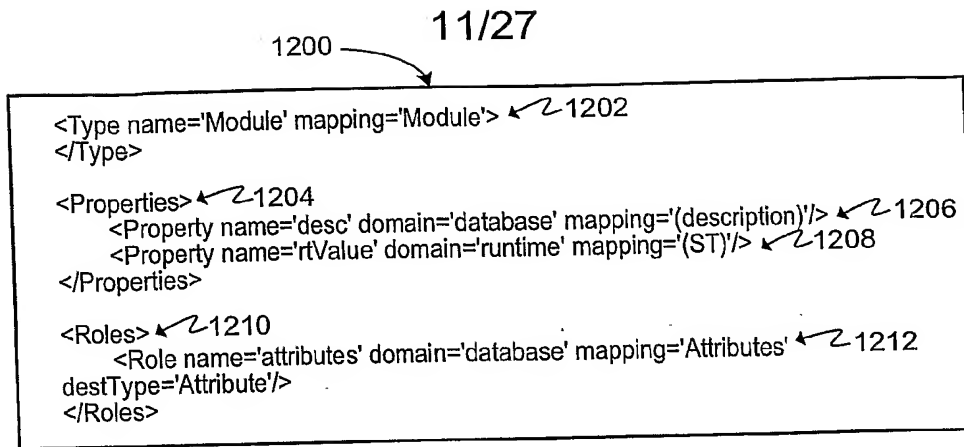 11/27
1200
<Type name='Module' mapping='Module'> 1202
</Type>
<Properties> 1204
<Property name='desc' domain='database' mapping='(description)'/> 1206
<Property name='rtValue' domain='runtime' mapping='(ST)'/> 1208
</Properties>
<Roles> 1210
<Role name='attributes' domain='database' mapping='Attributes' 1212
destType='Attribute'/>
</Roles>